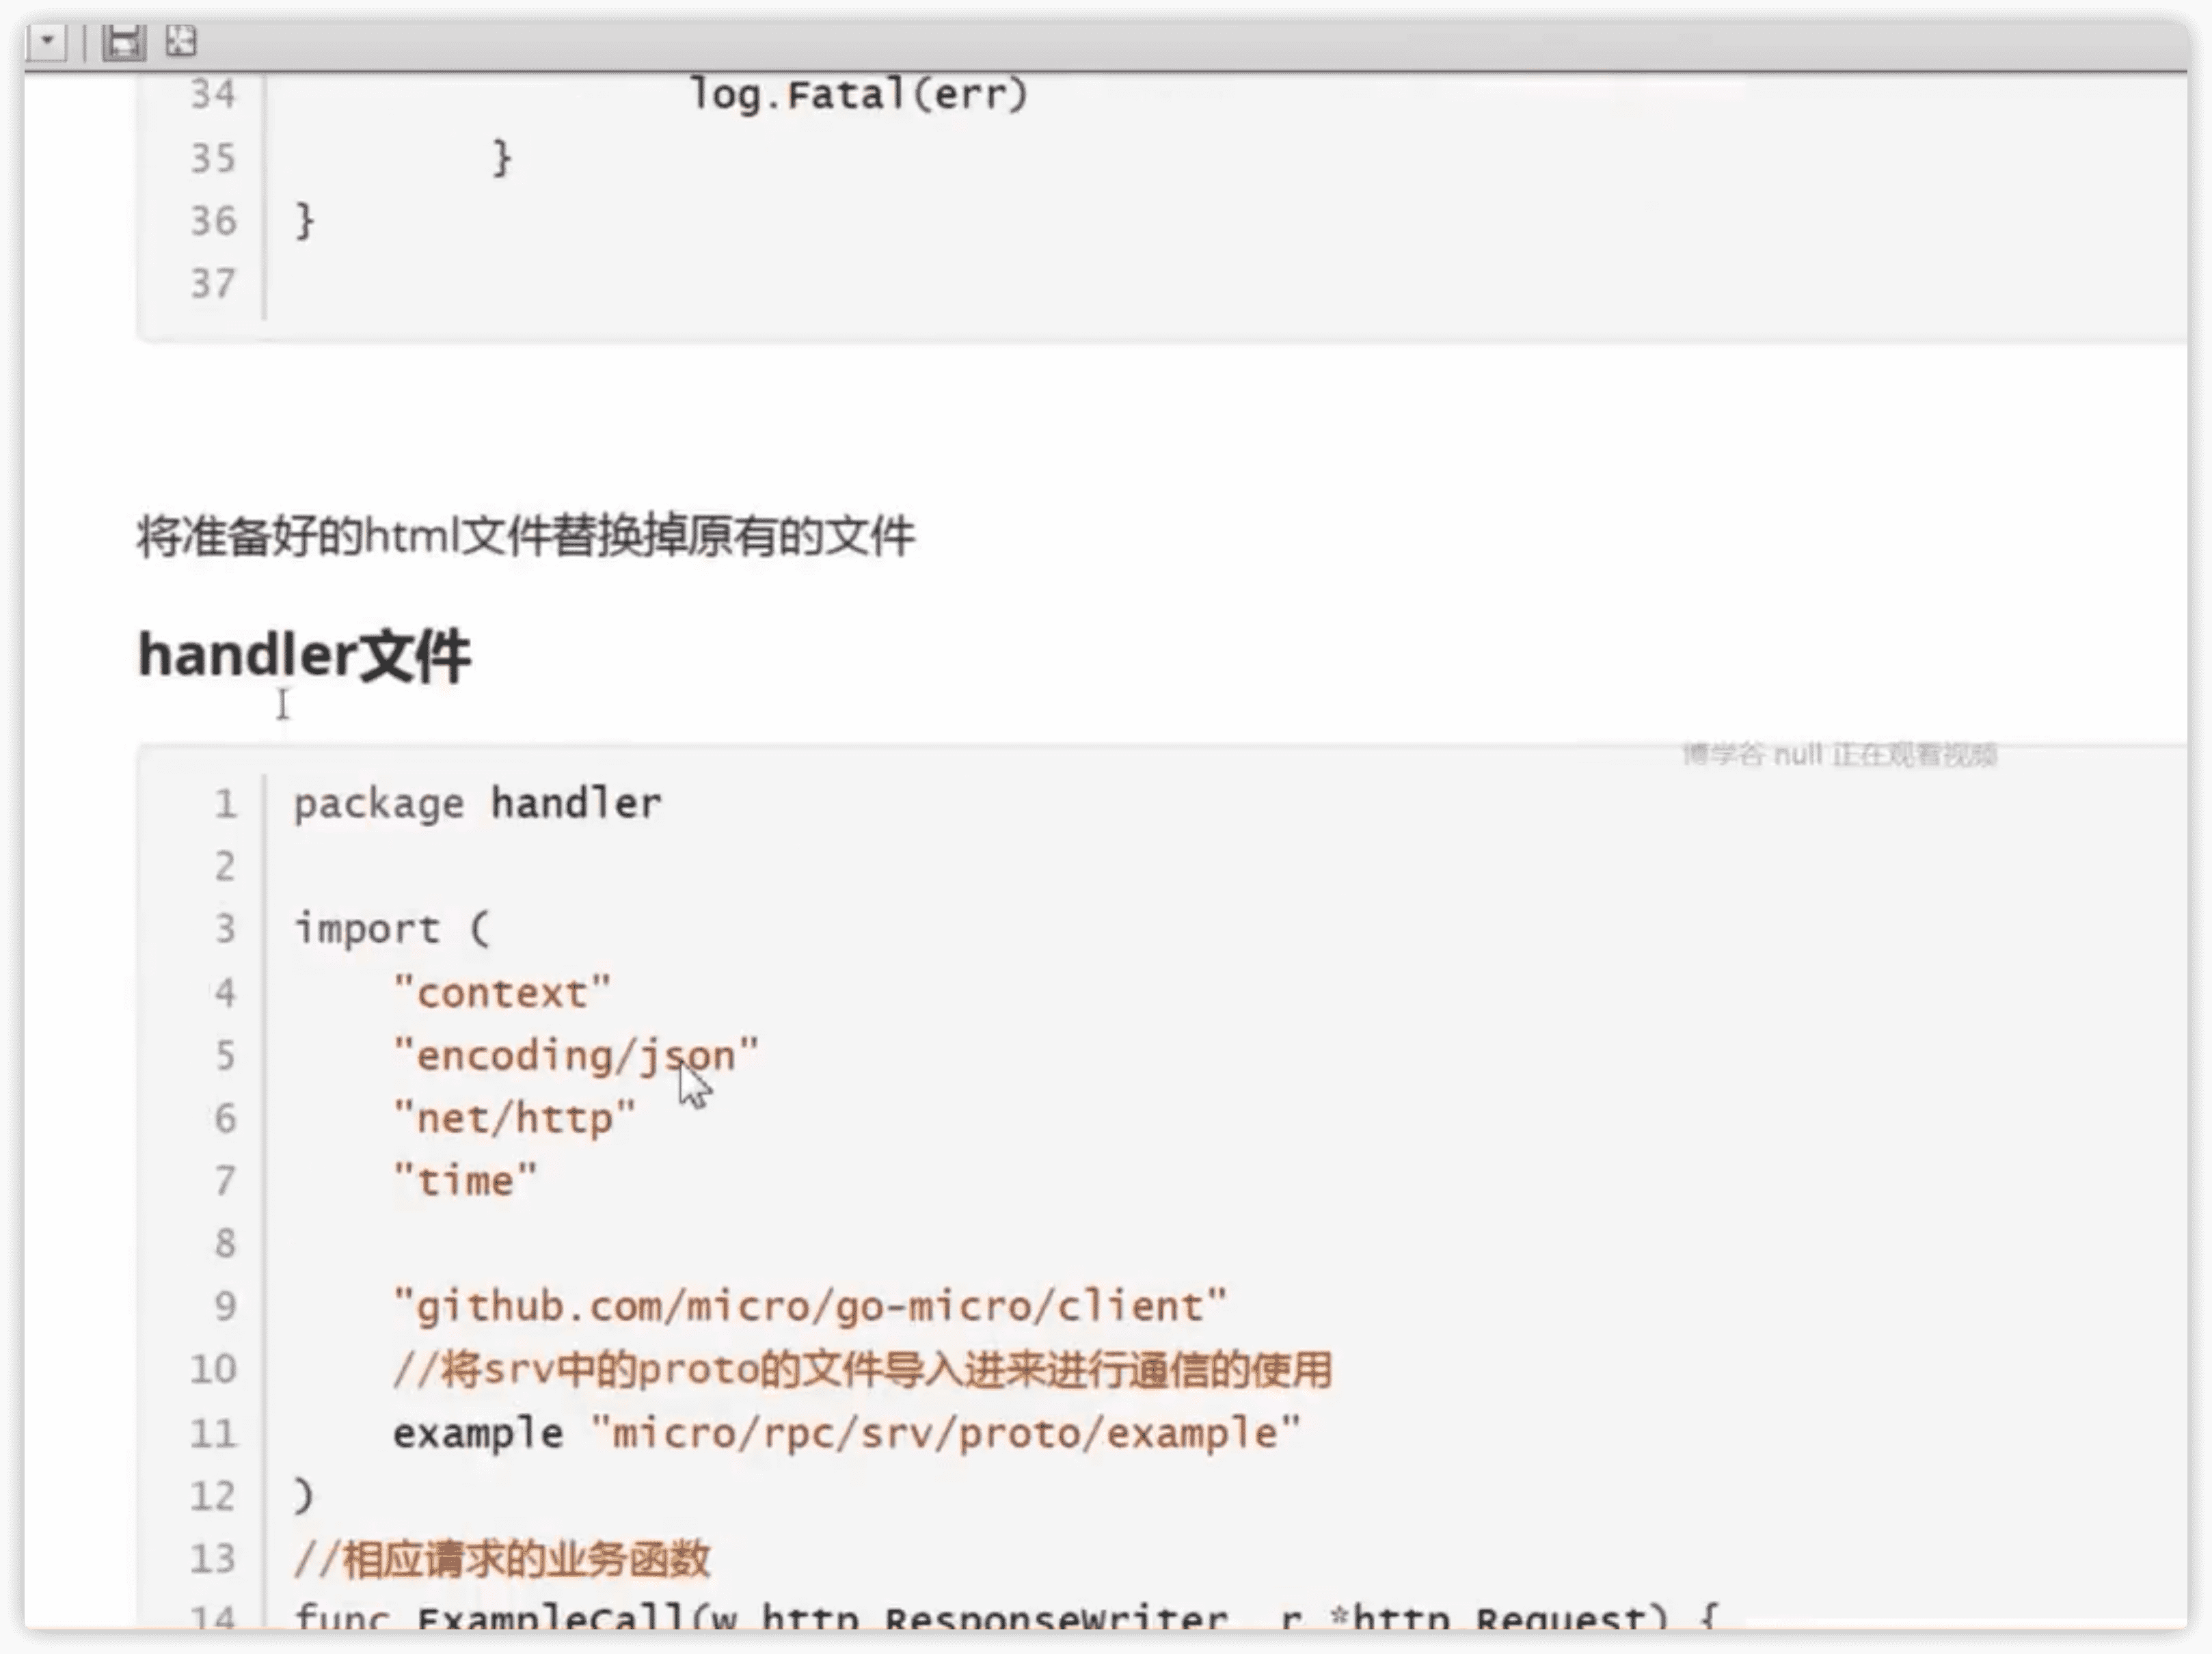 34 log.Fatal(err)
35 }
36 }
37
将准备好的html文件替换掉原有的文件
handler文件
博学谷 null 正在观看视频
1 package handler
2
3 import (
4 "context"
5 "encoding/json"
6 "net/http"
7 "time"
8
9 "github.com/micro/go-micro/client"
10 //将srv中的proto的文件导入进来进行通信的使用
11 example "micro/rpc/srv/proto/example"
12 )
13 //相应请求的业务函数
14 func ExampleCall(w http.ResponseWriter, r *http.Request) {